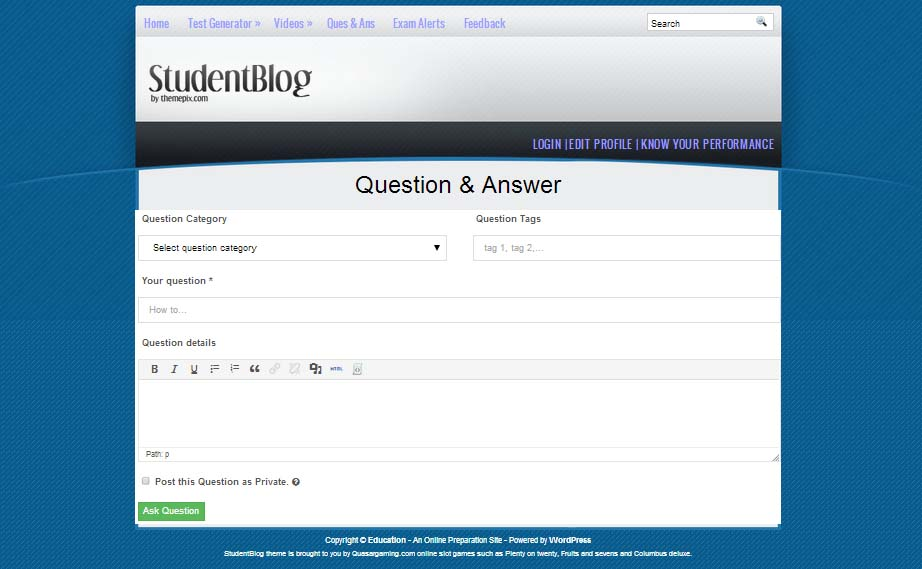 Home Test Generator » Videos » Ques & Ans Exam Alerts Feedback Search
StudentBlog
by themepix.com
LOGIN | EDIT PROFILE | KNOW YOUR PERFORMANCE
Question & Answer
Question Category Question Tags
Select question category tag 1, tag 2,...
Your question *
How to...
Question details
B I U HTML
Path: p
Post this Question as Private.
Ask Question
Copyright © Education - An Online Preparation Site - Powered by WordPress
StudentBlog theme is brought to you by Quasargaming.com online slot games such as Plenty on twenty, Fruits and sevens and Columbus deluxe.